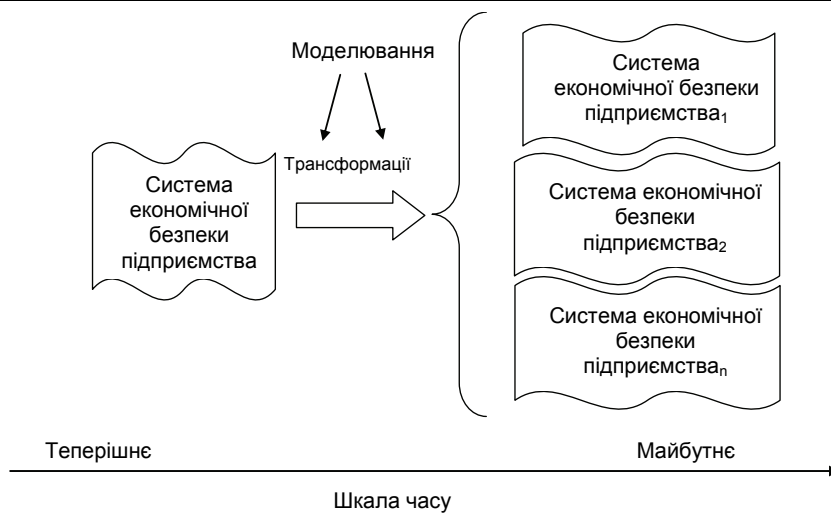 Моделювання
Трансформації
Система
економічної
безпеки
підприємства
Система
економічної безпеки
підприємства₁
Система економічної
безпеки
підприємства₂
Система економічної
безпеки
підприємстваₙ
Теперішнє
Майбутнє
Шкала часу